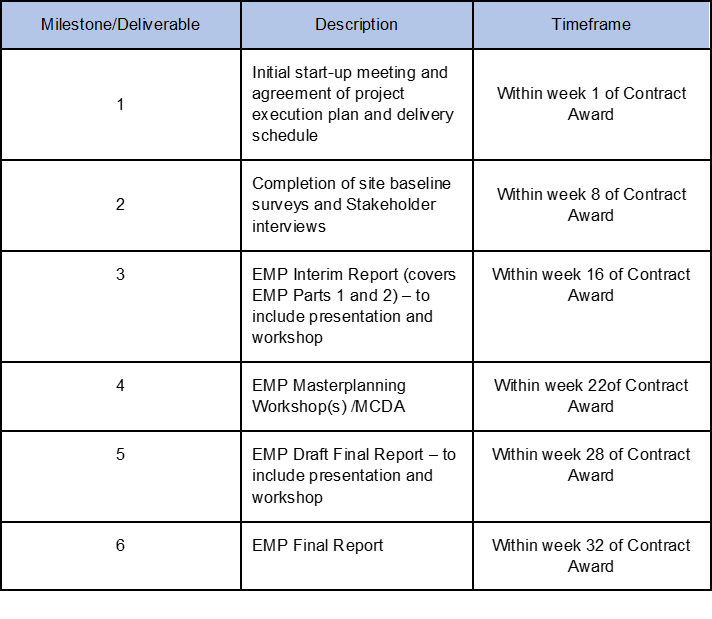 Milestone/Deliverable Description Timeframe
1
Initial start-up meeting and
agreement of project
execution plan and delivery
schedule
Within week 1 of Contract
Award
2
Completion of site baseline
surveys and Stakeholder
interviews
Within week 8 of Contract
Award
3
EMP Interim Report (covers
EMP Parts 1 and 2) – to
include presentation and
workshop
Within week 16 of Contract
Award
4
EMP Masterplanning
Workshop(s) /MCDA
Within week 22of Contract
Award
5
EMP Draft Final Report – to
include presentation and
workshop
Within week 28 of Contract
Award
6
EMP Final Report
Within week 32 of Contract
Award